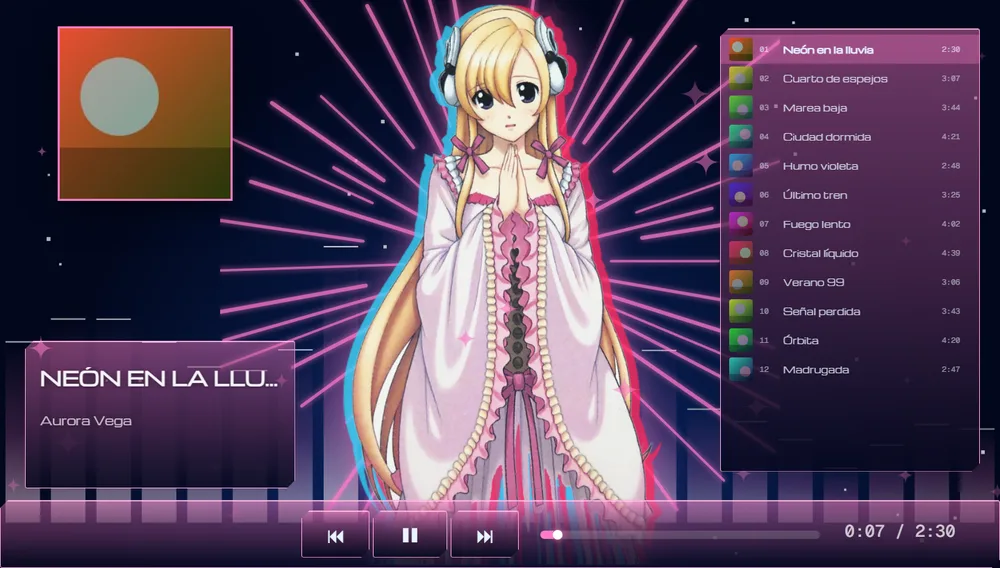 NEÓN EN LA LLU...
Aurora Vega
01 Neón en la lluvia 2:30
02 Cuarto de espejos 3:07
03 Marea baja 3:44
04 Ciudad dormida 4:21
05 Humo violeta 2:48
06 Último tren 3:25
07 Fuego lento 4:02
08 Cristal líquido 4:39
09 Verano 99 3:06
10 Señal perdida 3:43
11 Órbita 4:20
12 Madrugada 2:47
0:07 / 2:30